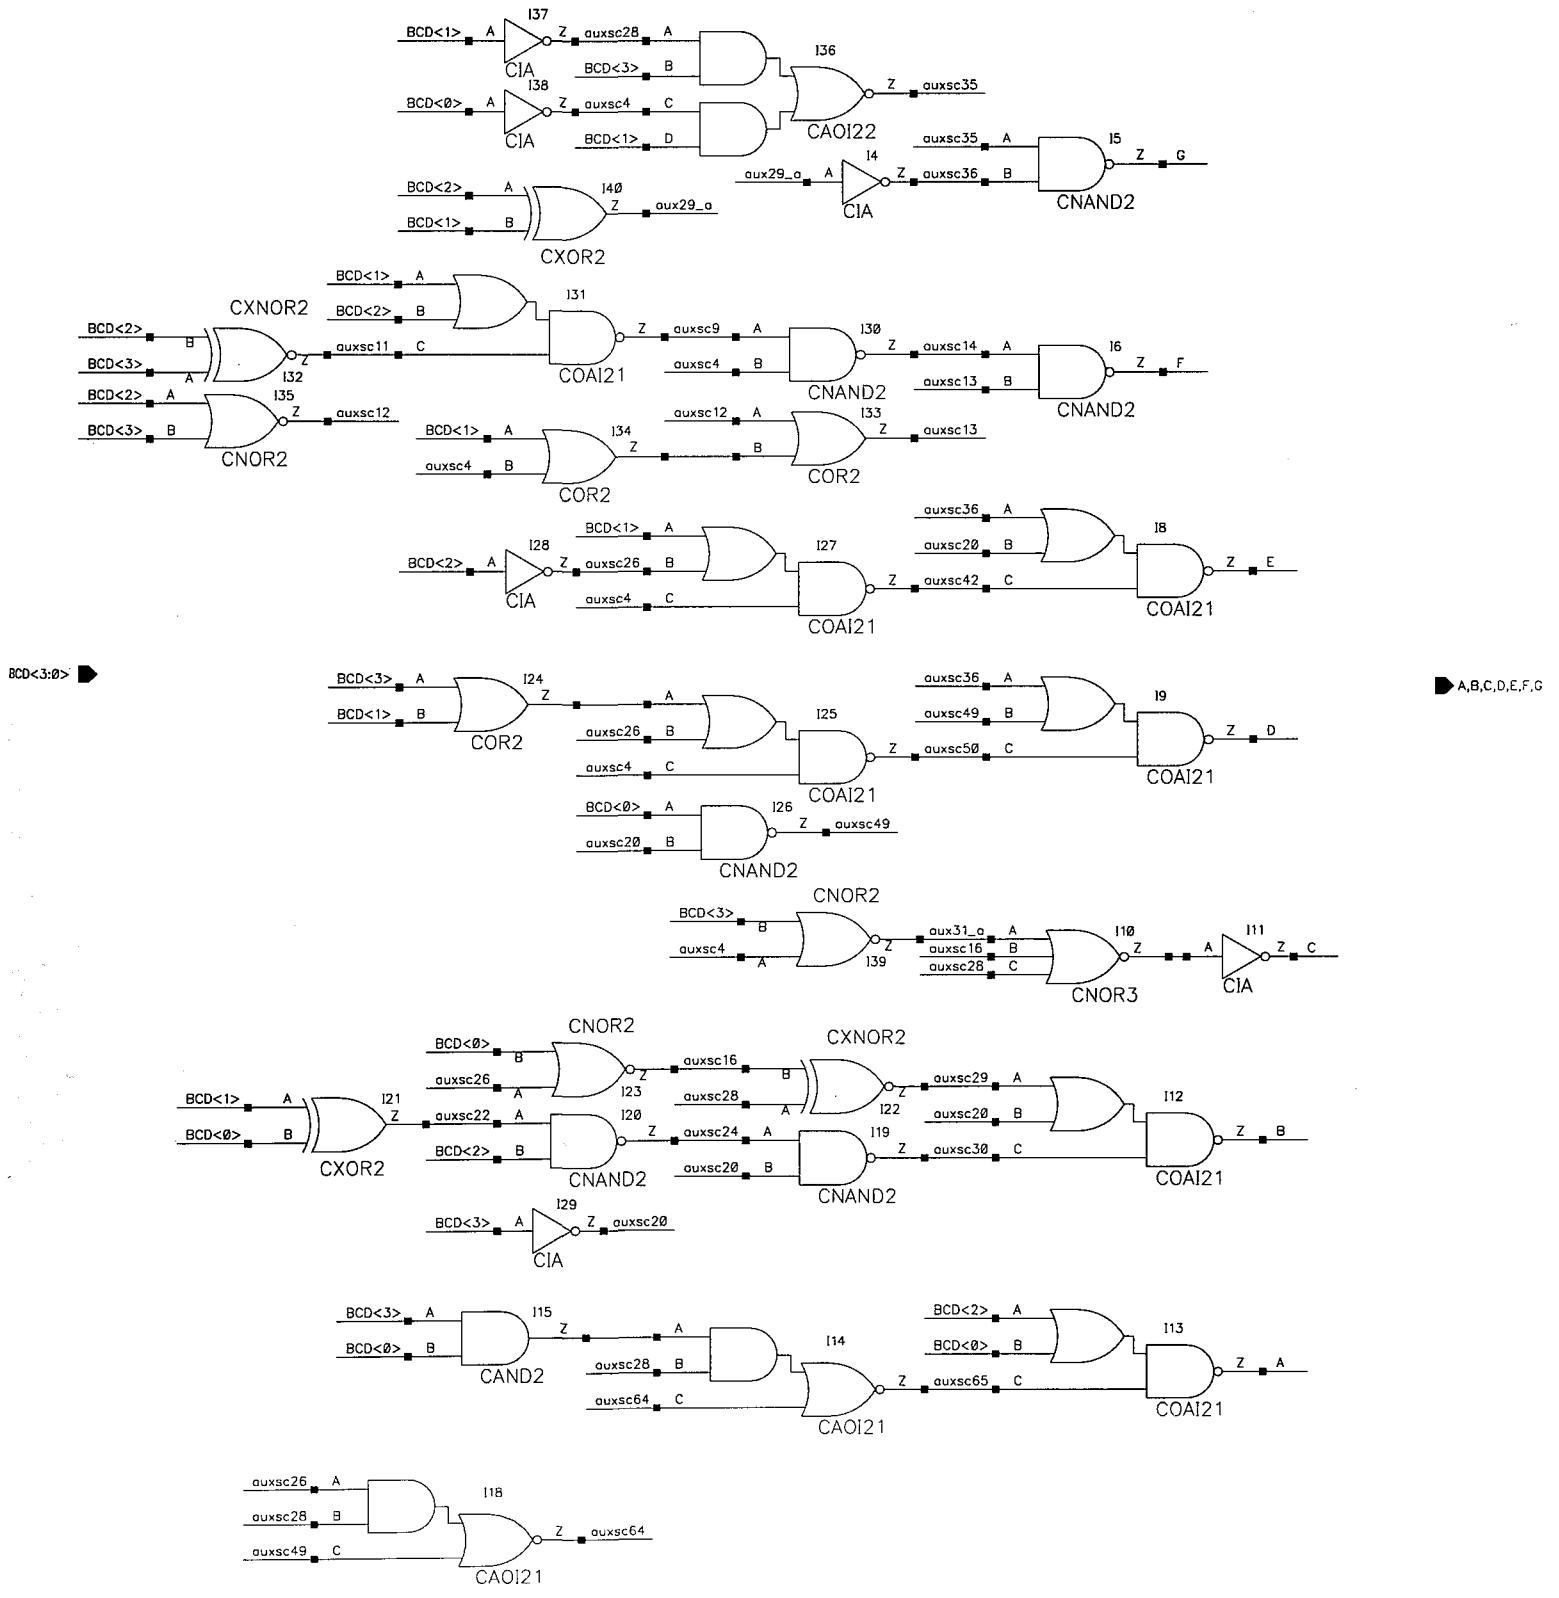 I37
BCD<1> A Z auxsc28 A
BCD<3> B
CIA
I36
Z auxsc35
CAOI22
I38
BCD<0> A Z auxsc4 C
BCD<1> D
CIA
auxsc35 A I5
I4
aux29_a A Z auxsc36 B
Z G
CIA
CNAND2
BCD<2> A I40
Z aux29_a
BCD<1> B
CXOR2
BCD<1> A
CXNOR2 I31
BCD<2> B
BCD<2> B
Z auxsc9 A I30
Z auxsc14 A I6
Z auxsc11 C
BCD<3> A
I32
COAI21
auxsc4 B
CNAND2
Z F
auxsc13 B
CNAND2
BCD<2> A I35
Z auxsc12
BCD<3> B
CNOR2
BCD<1> A I34
Z
auxsc4 B
COR2
auxsc12 A I33
Z auxsc13
B
COR2
auxsc36 A I8
BCD<1> A I27
auxsc20 B
I28
BCD<2> A Z auxsc26 B
Z E
CIA
Z auxsc42 C
auxsc4 C
COAI21
COAI21
BCD<3:0>
A,B,C,D,E,F,G
BCD<3> A I24
Z A
BCD<1> B
COR2
I25
auxsc36 A I9
auxsc49 B
auxsc26 B
Z D
Z auxsc50 C
auxsc4 C
COAI21
COAI21
BCD<0> A I26
Z auxsc49
auxsc20 B
CNAND2
CNOR2
BCD<3> B
Z aux31_a A I10
auxsc16 B
auxsc28 C
auxsc4 A
I39
Z A I11 Z C
CNOR3
CIA
CNOR2
CXNOR2
BCD<0> B
Z auxsc16 B
auxsc26 A
I23
auxsc28 A
I22
Z auxsc29 A I12
auxsc20 B
BCD<1> A I21
Z auxsc22 A I20
BCD<0> B
CXOR2
BCD<2> B
CNAND2
Z auxsc24 A I19
Z auxsc30 C
auxsc20 B
CNAND2
Z B
COAI21
I29
BCD<3> A Z auxsc20
CIA
BCD<3> A I15
Z A
BCD<0> B
CAND2
I14
auxsc28 B
auxsc64 C
CAOI21
BCD<2> A I13
BCD<0> B
Z A
Z auxsc65 C
COAI21
auxsc26 A I18
auxsc28 B
Z auxsc64
auxsc49 C
CAOI21